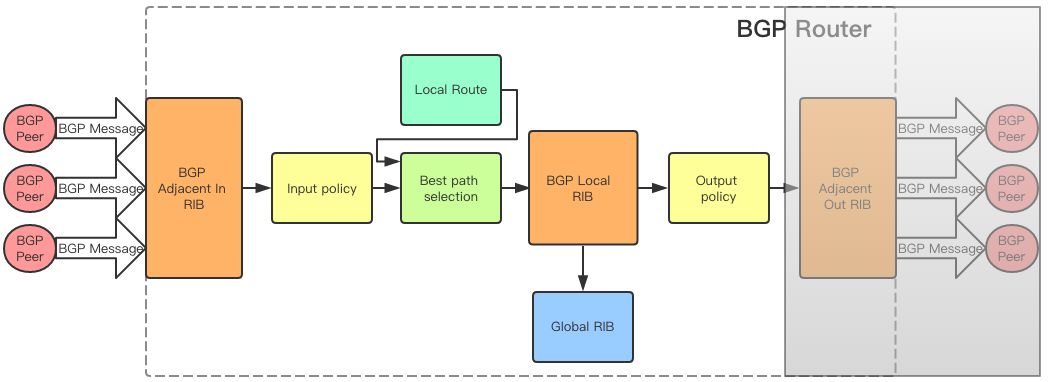 BGP Router
Local Route
BGP
Peer
BGP Message
BGP
Peer
BGP Message
BGP
Peer
BGP Message
BGP
Adjacent In
RIB
Input policy
Best path
selection
BGP Local
RIB
Output
policy
BGP
Adjacent
Out RIB
BGP Message
BGP
Peer
BGP Message
BGP
Peer
BGP Message
BGP
Peer
Global RIB